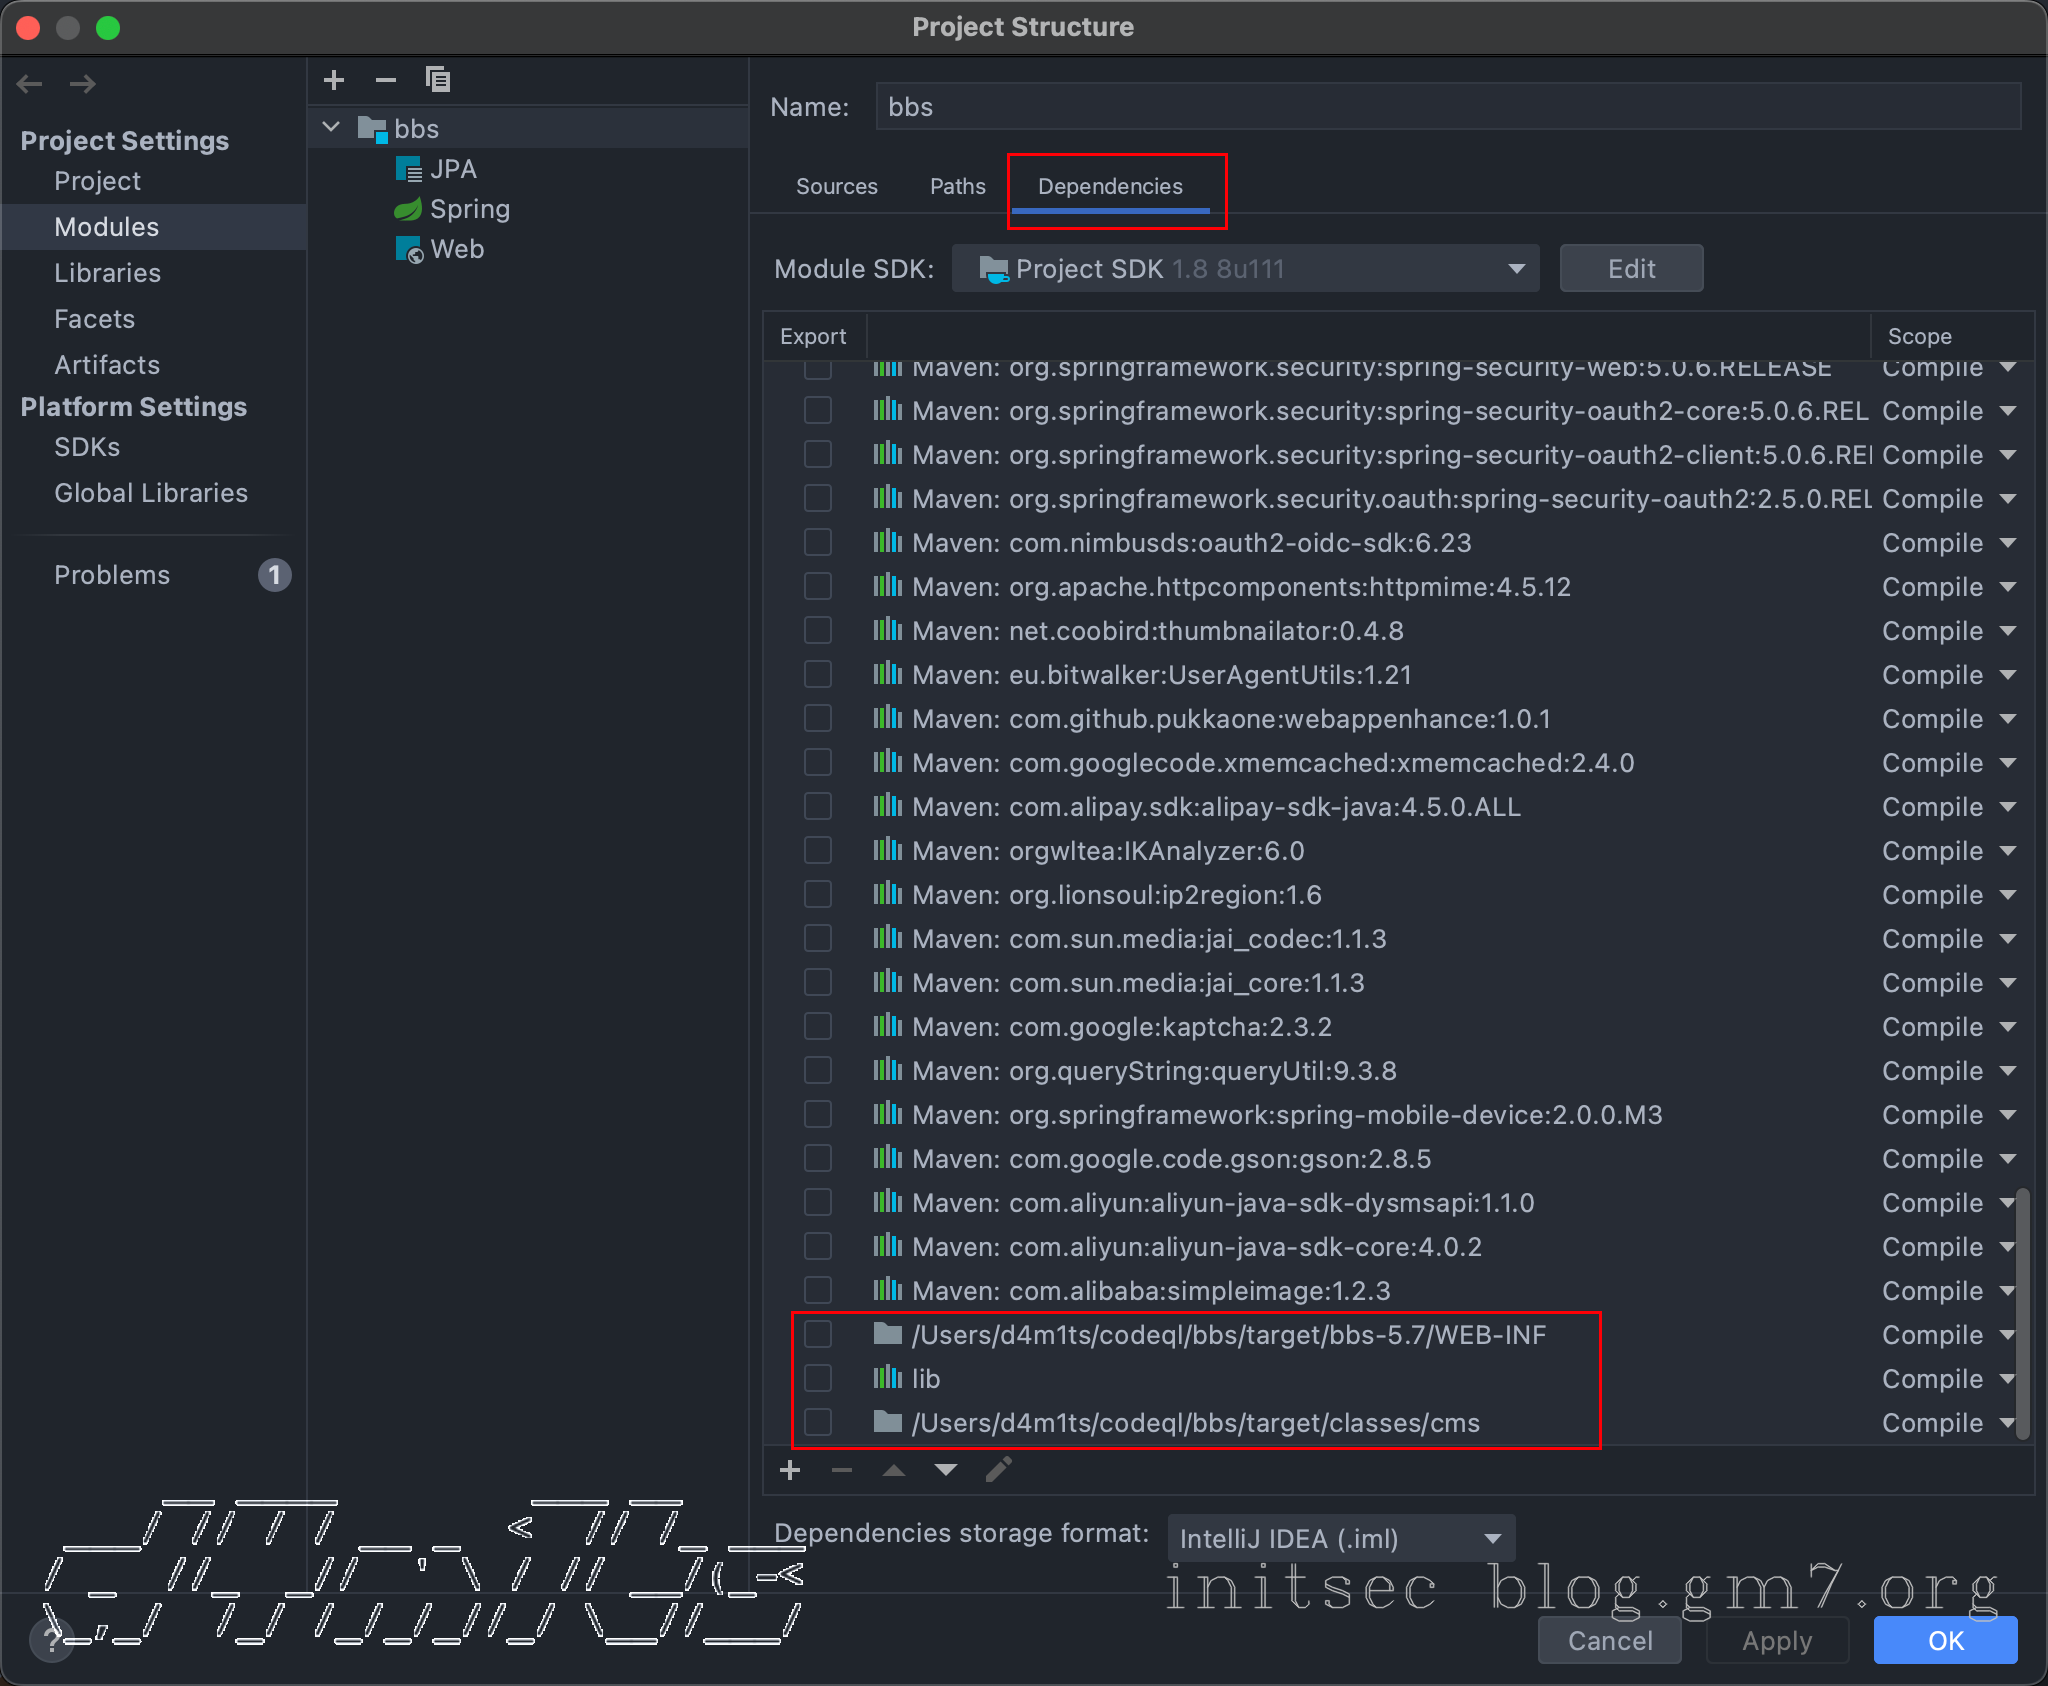 Project Structure
Project Settings
Project
Modules
Libraries
Facets
Artifacts
Platform Settings
SDKs
Global Libraries
Problems 1
bbs
JPA
Spring
Web
Name: bbs
Sources Paths Dependencies
Module SDK: Project SDK 1.8 8u111 Edit
Export Scope
Maven: org.springframework.security:spring-security-web:5.0.6.RELEASE Compile
Maven: org.springframework.security:spring-security-oauth2-core:5.0.6.REL Compile
Maven: org.springframework.security:spring-security-oauth2-client:5.0.6.REI Compile
Maven: org.springframework.security.oauth:spring-security-oauth2:2.5.0.REL Compile
Maven: com.nimbusds:oauth2-oidc-sdk:6.23 Compile
Maven: org.apache.httpcomponents:httpmime:4.5.12 Compile
Maven: net.coobird:thumbnailator:0.4.8 Compile
Maven: eu.bitwalker:UserAgentUtils:1.21 Compile
Maven: com.github.pukkaone:webappenhance:1.0.1 Compile
Maven: com.googlecode.xmemcached:xmemcached:2.4.0 Compile
Maven: com.alipay.sdk:alipay-sdk-java:4.5.0.ALL Compile
Maven: orgwltea:IKAnalyzer:6.0 Compile
Maven: org.lionsoul:ip2region:1.6 Compile
Maven: com.sun.media:jai_codec:1.1.3 Compile
Maven: com.sun.media:jai_core:1.1.3 Compile
Maven: com.google:kaptcha:2.3.2 Compile
Maven: org.queryString:queryUtil:9.3.8 Compile
Maven: org.springframework:spring-mobile-device:2.0.0.M3 Compile
Maven: com.google.code.gson:gson:2.8.5 Compile
Maven: com.aliyun:aliyun-java-sdk-dysmsapi:1.1.0 Compile
Maven: com.aliyun:aliyun-java-sdk-core:4.0.2 Compile
Maven: com.alibaba:simpleimage:1.2.3 Compile
/Users/d4m1ts/codeql/bbs/target/bbs-5.7/WEB-INF Compile
lib Compile
/Users/d4m1ts/codeql/bbs/target/classes/cms Compile
Dependencies storage format: IntelliJ IDEA (.iml)
initsec blog.gm7.org
? Cancel Apply OK